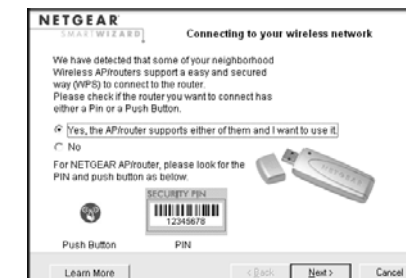 NETGEAR
SMARTWIZARD
Connecting to your wireless network
We have detected that some of your neighborhood
Wireless AP/routers support a easy and secured
way (WPS) to connect to the router.
Please check if the router you want to connect has
either a Pin or a Push Button.
Yes, the AP/router supports either of them and I want to use it.
No
For NETGEAR AP/router, please look for the
PIN and push button as below.
NETGEAR
SECURITY PIN
12345678
Push Button
PIN
Learn More
< Back
Next >
Cancel